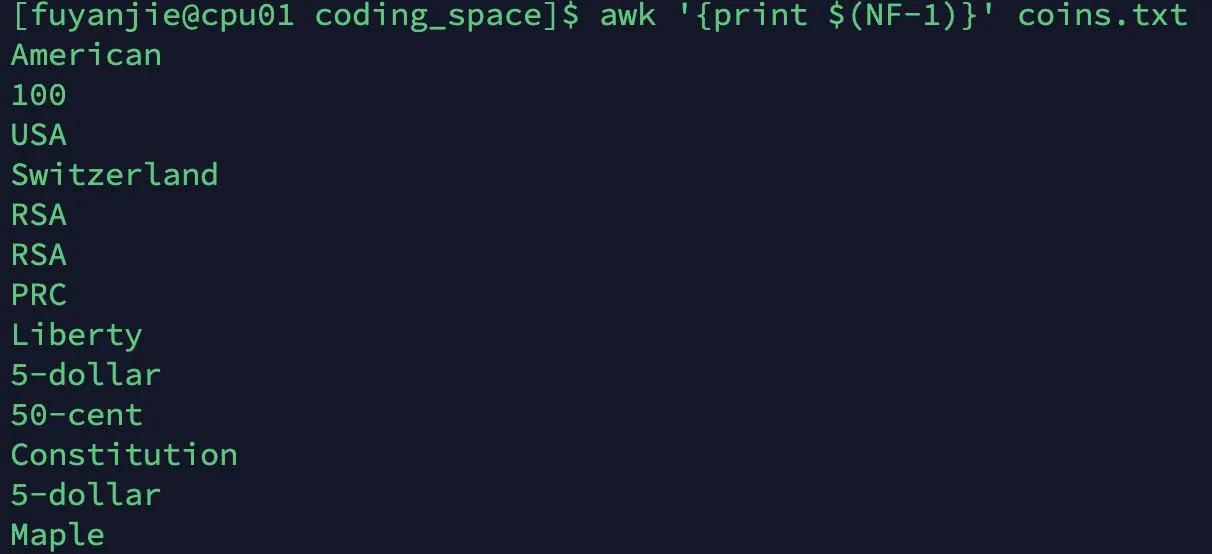 [fuyanjie@cpu01 coding_space]$ awk '{print $(NF-1)}' coins.txt
American
100
USA
Switzerland
RSA
RSA
PRC
Liberty
5-dollar
50-cent
Constitution
5-dollar
Maple